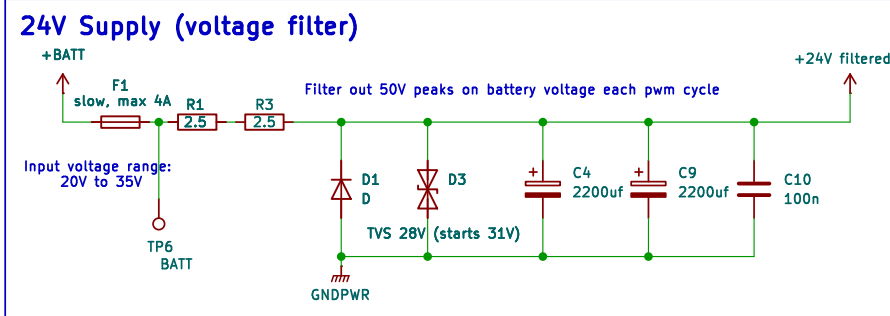 24V Supply (voltage filter)
+BATT
+24V filtered
F1
slow, max 4A
R1
2.5
R3
2.5
Filter out 50V peaks on battery voltage each pwm cycle
Input voltage range:
20V to 35V
D1
D
D3
TVS 28V (starts 31V)
+
C4
2200uf
+
C9
2200uf
C10
100n
TP6
BATT
GNDPWR